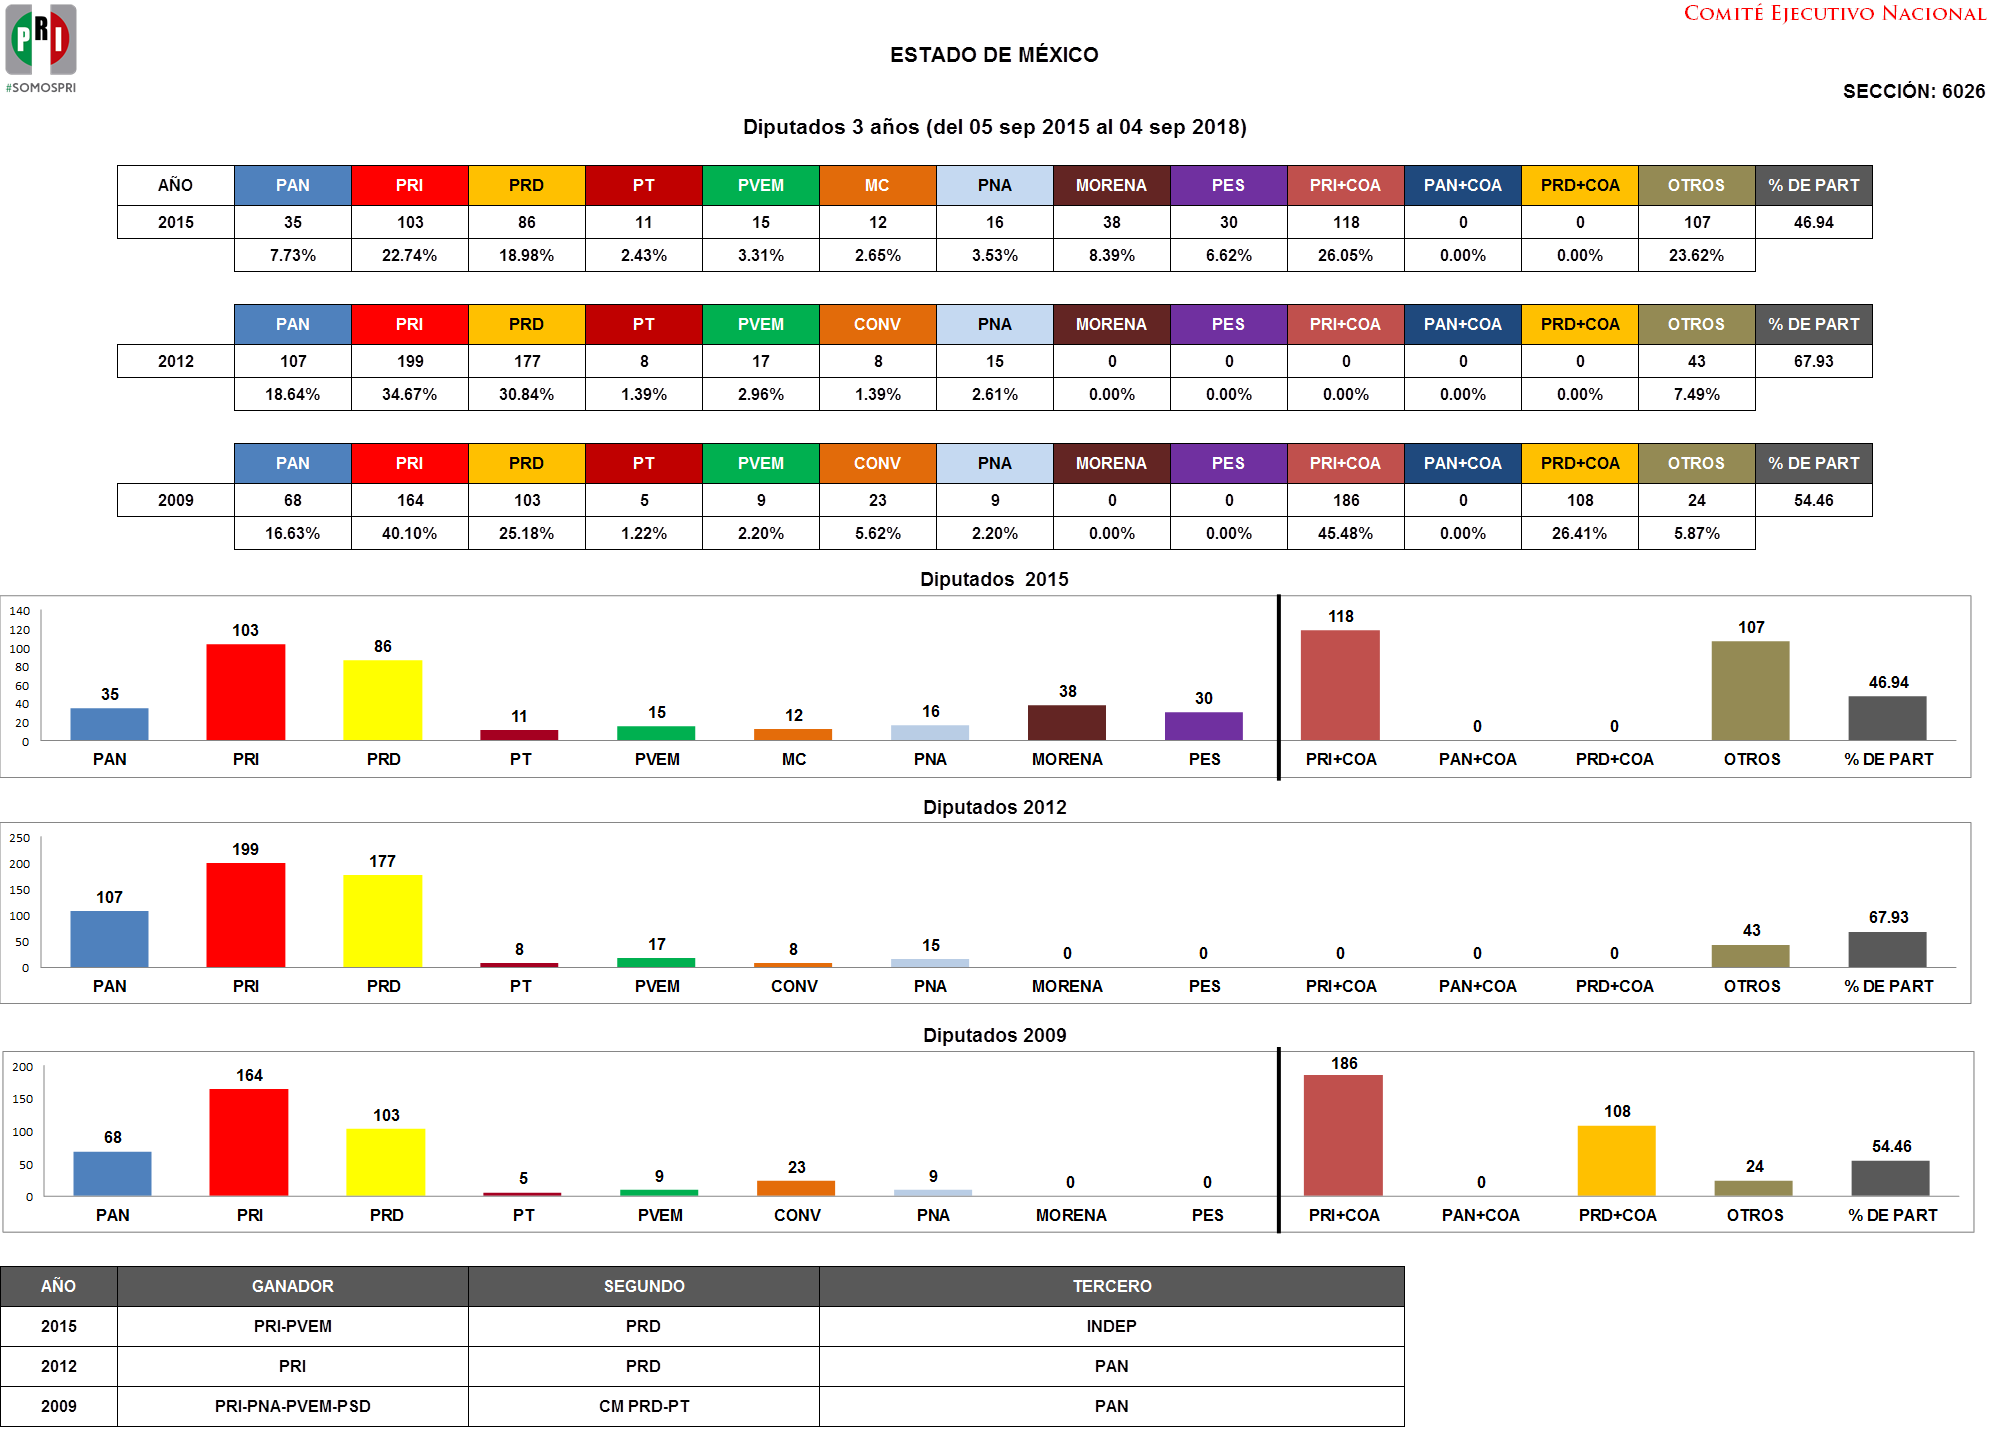 PRI
#SOMOSPRI
COMITÉ EJECUTIVO NACIONAL
ESTADO DE MÉXICO
SECCIÓN: 6026
Diputados 3 años (del 05 sep 2015 al 04 sep 2018)
AÑO PAN PRI PRD PT PVEM MC PNA MORENA PES PRI+COA PAN+COA PRD+COA OTROS % DE PART
2015 35 103 86 11 15 12 16 38 30 118 0 0 107 46.94
7.73% 22.74% 18.98% 2.43% 3.31% 2.65% 3.53% 8.39% 6.62% 26.05% 0.00% 0.00% 23.62%
PAN PRI PRD PT PVEM CONV PNA MORENA PES PRI+COA PAN+COA PRD+COA OTROS % DE PART
2012 107 199 177 8 17 8 15 0 0 0 0 0 43 67.93
18.64% 34.67% 30.84% 1.39% 2.96% 1.39% 2.61% 0.00% 0.00% 0.00% 0.00% 0.00% 7.49%
PAN PRI PRD PT PVEM CONV PNA MORENA PES PRI+COA PAN+COA PRD+COA OTROS % DE PART
2009 68 164 103 5 9 23 9 0 0 186 0 108 24 54.46
16.63% 40.10% 25.18% 1.22% 2.20% 5.62% 2.20% 0.00% 0.00% 45.48% 0.00% 26.41% 5.87%
Diputados 2015
140
120
100
80
60
40
20
0
35 103 86 11 15 12 16 38 30 118 0 0 107 46.94
PAN PRI PRD PT PVEM MC PNA MORENA PES PRI+COA PAN+COA PRD+COA OTROS % DE PART
Diputados 2012
250
200
150
100
50
0
107 199 177 8 17 8 15 0 0 0 0 0 43 67.93
PAN PRI PRD PT PVEM CONV PNA MORENA PES PRI+COA PAN+COA PRD+COA OTROS % DE PART
Diputados 2009
200
150
100
50
0
68 164 103 5 9 23 9 0 0 186 0 108 24 54.46
PAN PRI PRD PT PVEM CONV PNA MORENA PES PRI+COA PAN+COA PRD+COA OTROS % DE PART
AÑO GANADOR SEGUNDO TERCERO
2015 PRI-PVEM PRD INDEP
2012 PRI PRD PAN
2009 PRI-PNA-PVEM-PSD CM PRD-PT PAN